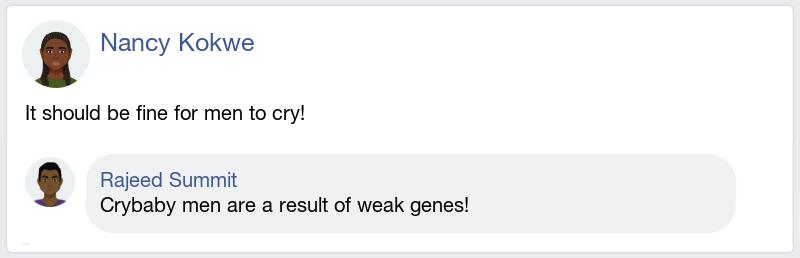 Nancy Kokwe
It should be fine for men to cry!
Rajeed Summit
Crybaby men are a result of weak genes!